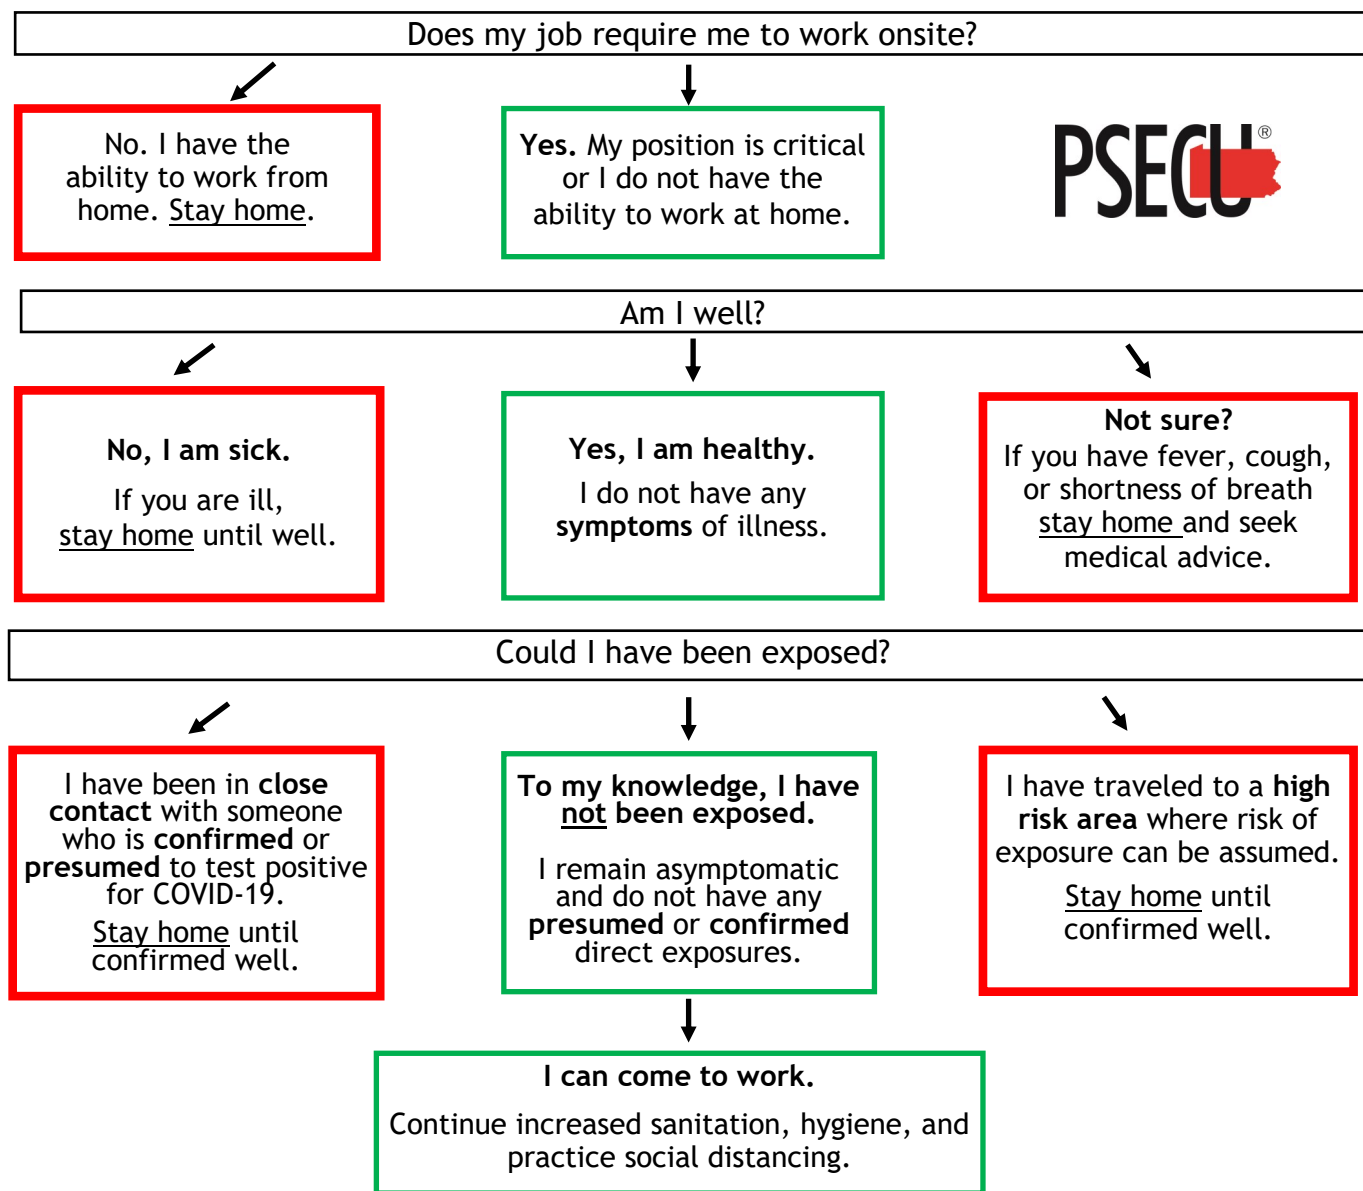 Does my job require me to work onsite?
No. I have the
ability to work from
home. Stay home.
Yes. My position is critical
or I do not have the
ability to work at home.
PSECU®
Am I well?
No, I am sick.
If you are ill,
stay home until well.
Yes, I am healthy.
I do not have any
symptoms of illness.
Not sure?
If you have fever, cough,
or shortness of breath
stay home and seek
medical advice.
Could I have been exposed?
I have been in close
contact with someone
who is confirmed or
presumed to test positive
for COVID-19.
Stay home until
confirmed well.
To my knowledge, I have
not been exposed.
I remain asymptomatic
and do not have any
presumed or confirmed
direct exposures.
I have traveled to a high
risk area where risk of
exposure can be assumed.
Stay home until
confirmed well.
I can come to work.
Continue increased sanitation, hygiene, and
practice social distancing.